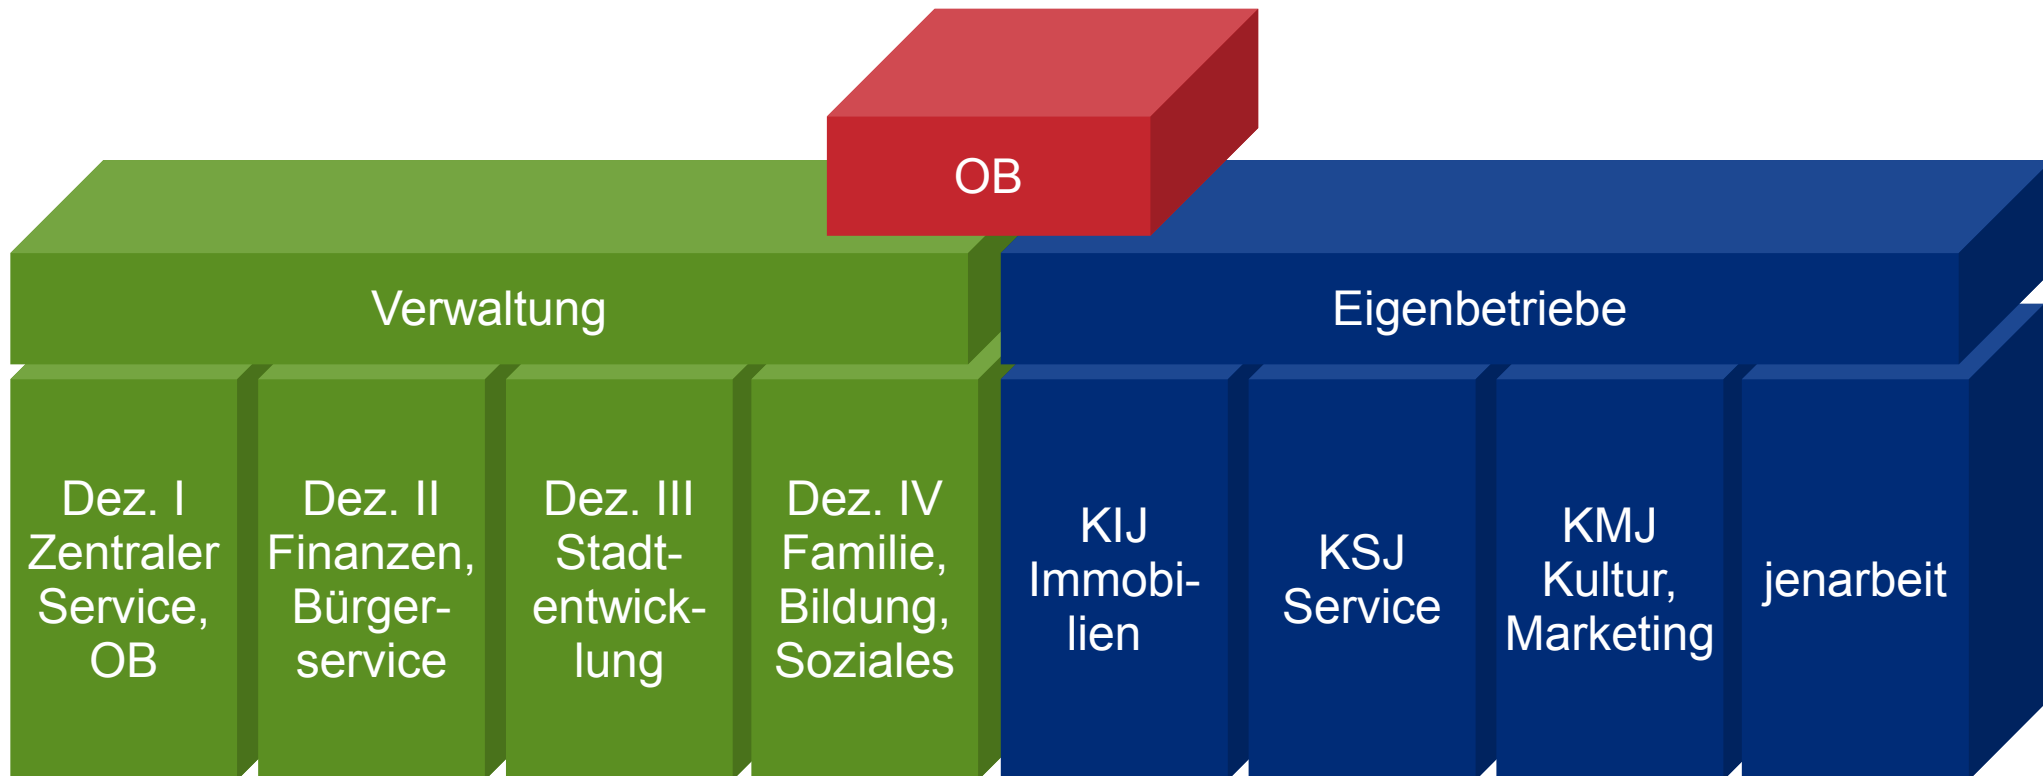 OB
Verwaltung
Eigenbetriebe
Dez. I
Zentraler
Service,
OB
Dez. II
Finanzen,
Bürger-
service
Dez. III
Stadt-
entwick-
lung
Dez. IV
Familie,
Bildung,
Soziales
KIJ
Immobi-
lien
KSJ
Service
KMJ
Kultur,
Marketing
jenarbeit